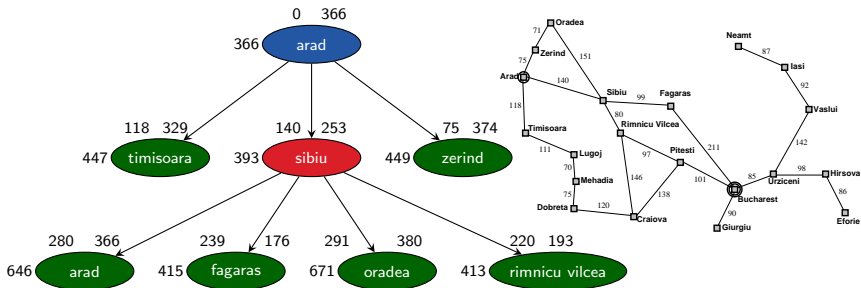 0 366
366 arad
118 329
447 timisoara
140 253
393 sibiu
75 374
449 zerind
280 366
646 arad
239 176
415 fagaras
291 380
671 oradea
220 193
413 rimnicu vilcea
Oradea
71
Zerind
75
151
Arad
140
118
Sibiu
99
Fagaras
80
Timisoara
Rimnicu Vilcea
111
Lugoj
70
Mehadia
75
Dobreta
120
Craiova
146
97
Pitesti
138
101
211
Bucharest
90
Giurgiu
85
Urziceni
98
Hirsova
86
Eforie
142
Vaslui
92
Iasi
87
Neamt